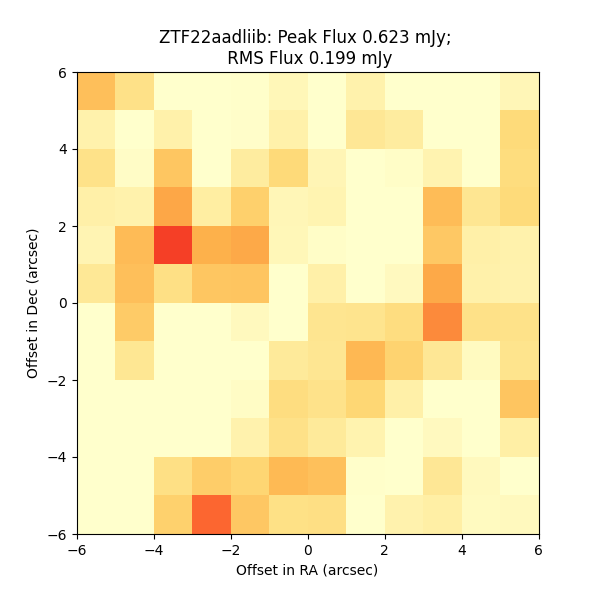 ZTF22aadliib: Peak Flux 0.623 mJy;
RMS Flux 0.199 mJy
6
4
2
0
−2
−4
−6
Offset in Dec (arcsec)
−6 −4 −2 0 2 4 6
Offset in RA (arcsec)